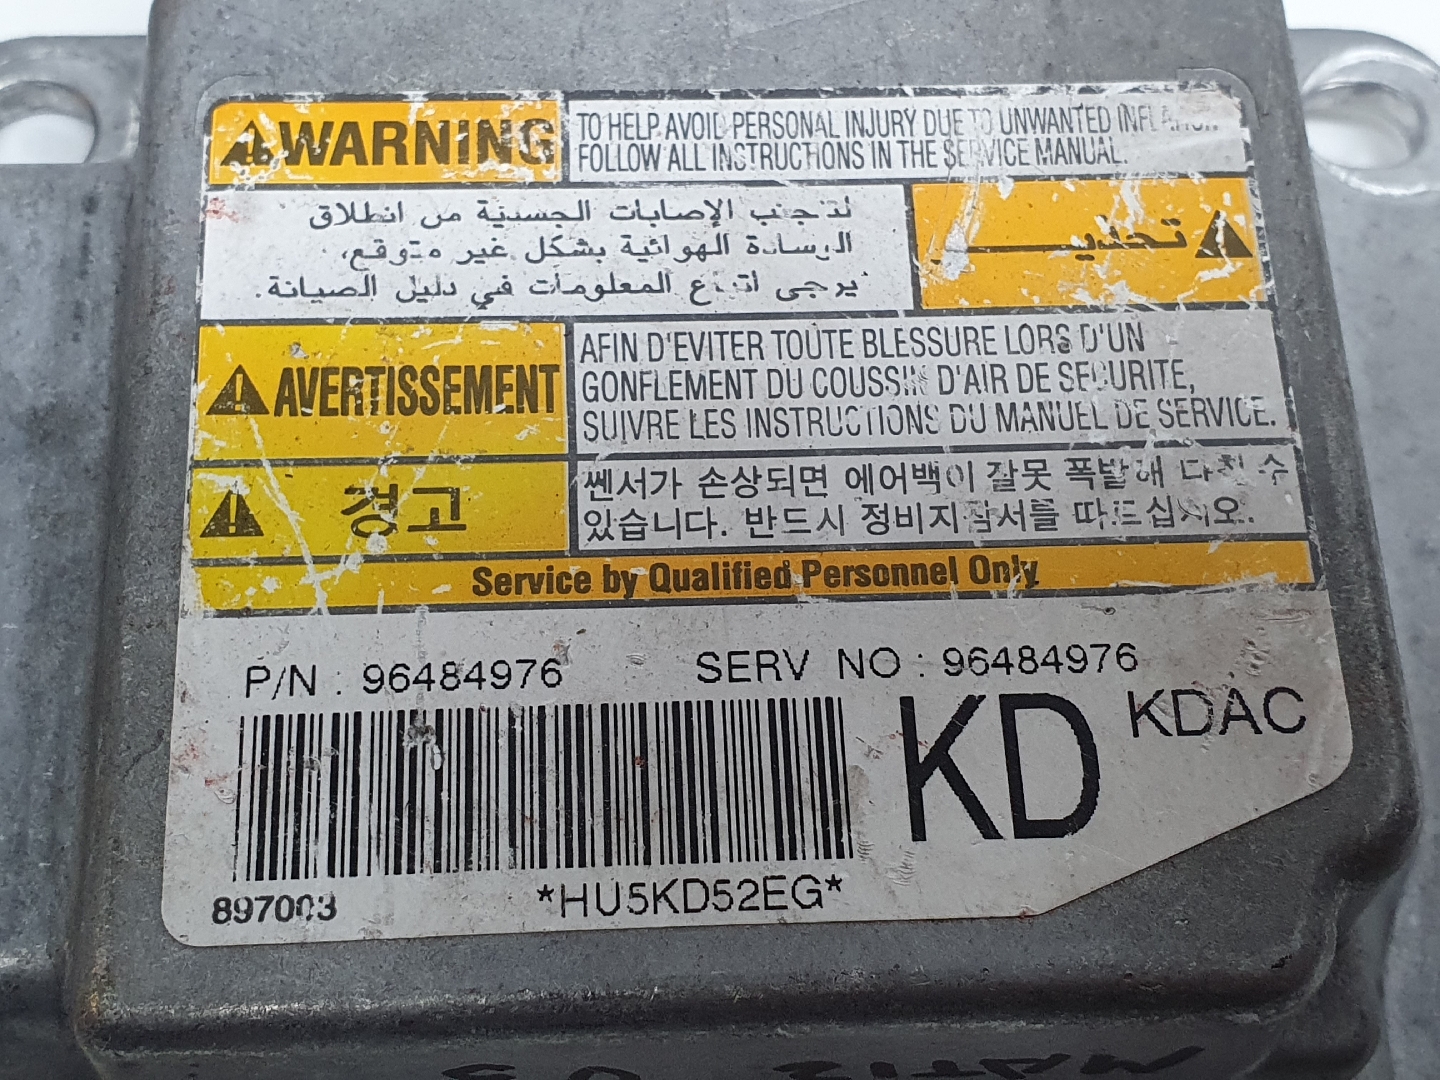 WARNING
TO HELP AVOID PERSONAL INJURY DUE TO UNWANTED INFLATION.
FOLLOW ALL INSTRUCTIONS IN THE SERVICE MANUAL.
تحذير
لتجنب الإصابات الجسدية من انطلاق
الوسادة الهوائية بشكل غير متوقع،
يرجى اتباع المعلومات في دليل الصيانة.
AVERTISSEMENT
AFIN D'EVITER TOUTE BLESSURE LORS D'UN
GONFLEMENT DU COUSSIN D'AIR DE SECURITE,
SUIVRE LES INSTRUCTIONS DU MANUEL DE SERVICE.
경고
쎈서가 손상되면 에어백이 잘못 폭발해 다칠 수
있습니다. 반드시 정비지침서를 따르십시오.
Service by Qualified Personnel Only
P/N : 96484976 SERV NO : 96484976
KD KDAC
897003 *HU5KD52EG*